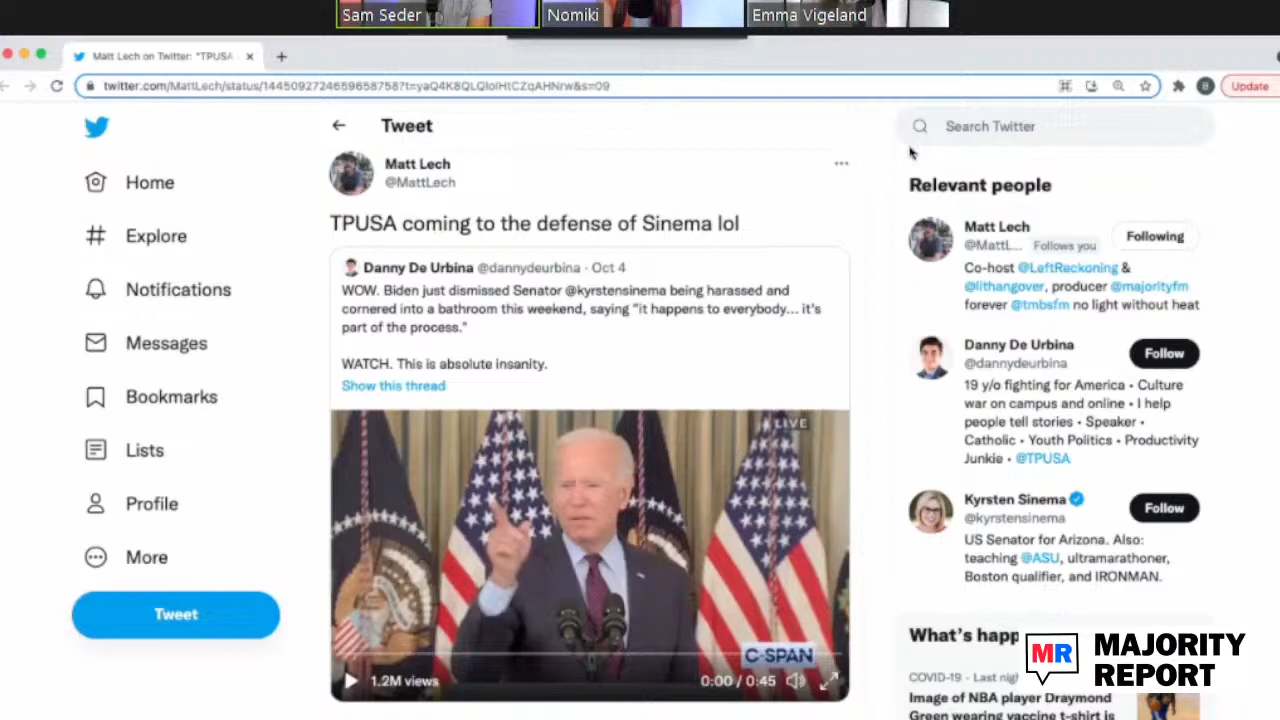 Sam Seder
Nomiki
Emma Vigeland
Matt Lech on Twitter: "TPUSA
Update
Tweet
Search Twitter
Matt Lech
@MattLech
TPUSA coming to the defense of Sinema lol
Danny De Urbina @dannydeurbina · Oct 4
WOW. Biden just dismissed Senator @kyrstensinema being harassed and
cornered into a bathroom this weekend, saying "it happens to everybody... it's
part of the process."
WATCH. This is absolute insanity.
Show this thread
LIVE
C-SPAN
1.2M views
0:00 / 0:45
Home
Explore
Notifications
Messages
Bookmarks
Lists
Profile
More
Tweet
Relevant people
Matt Lech
@MattL... Follows you
Following
Co-host @LeftReckoning &
@lithangover, producer @majorityfm
forever @tmbsfm no light without heat
Danny De Urbina
@dannydeurbina
Follow
19 y/o fighting for America • Culture
war on campus and online • I help
people tell stories • Speaker •
Catholic • Youth Politics • Productivity
Junkie • @TPUSA
Kyrsten Sinema
@kyrstensinema
Follow
US Senator for Arizona. Also:
teaching @ASU, ultramarathoner,
Boston qualifier, and IRONMAN.
What's happ
COVID-19 · Last nigh
Image of NBA player Draymond
Green wearing vaccine t-shirt is
MR
MAJORITY
REPORT